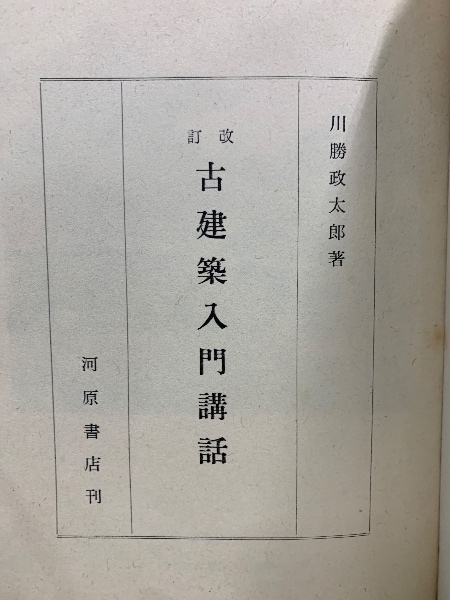 川勝政太郎著
改訂
古建築入門講話
河原書店刊